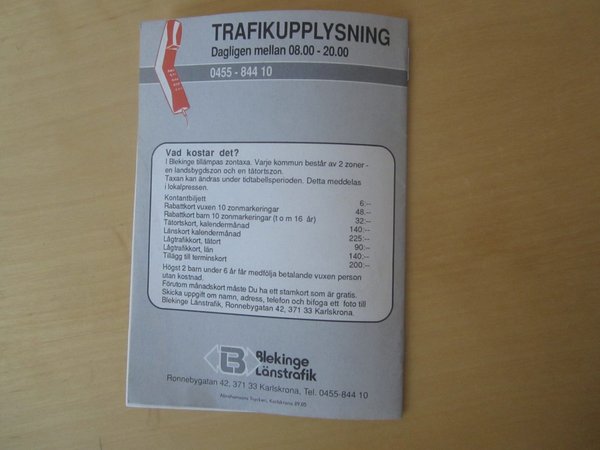 TRAFIKUPPLYSNING
Dagligen mellan 08.00 - 20.00
0455 - 844 10
Vad kostar det?
I Blekinge tillämpas zontaxa. Varje kommun består av 2 zoner -
en landsbygdszon och en tätortszon.
Taxan kan ändras under tidtabellsperioden. Detta meddelas
i lokalpressen.
Kontantbiljett 6:--
Rabattkort vuxen 10 zonmarkeringar 48:--
Rabattkort barn 10 zonmarkeringar (t o m 16 år) 32:--
Tätortskort, kalendermånad 140:--
Länskort kalendermånad 225:--
Lågtrafikkort, tätort 90:--
Lågtrafikkort, län 140:--
Tillägg till terminskort 200:--
Högst 2 barn under 6 år får medfölja betalande vuxen person
utan kostnad.
Förutom månadskort måste Du ha ett stamkort som är gratis.
Skicka uppgift om namn, adress, telefon och bifoga ett foto till
Blekinge Länstrafik, Ronnebygatan 42, 371 33 Karlskrona.
Blekinge
Länstrafik
Ronnebygatan 42, 371 33 Karlskrona, Tel. 0455-844 10
Abrahamsons Tryckeri, Karlskrona